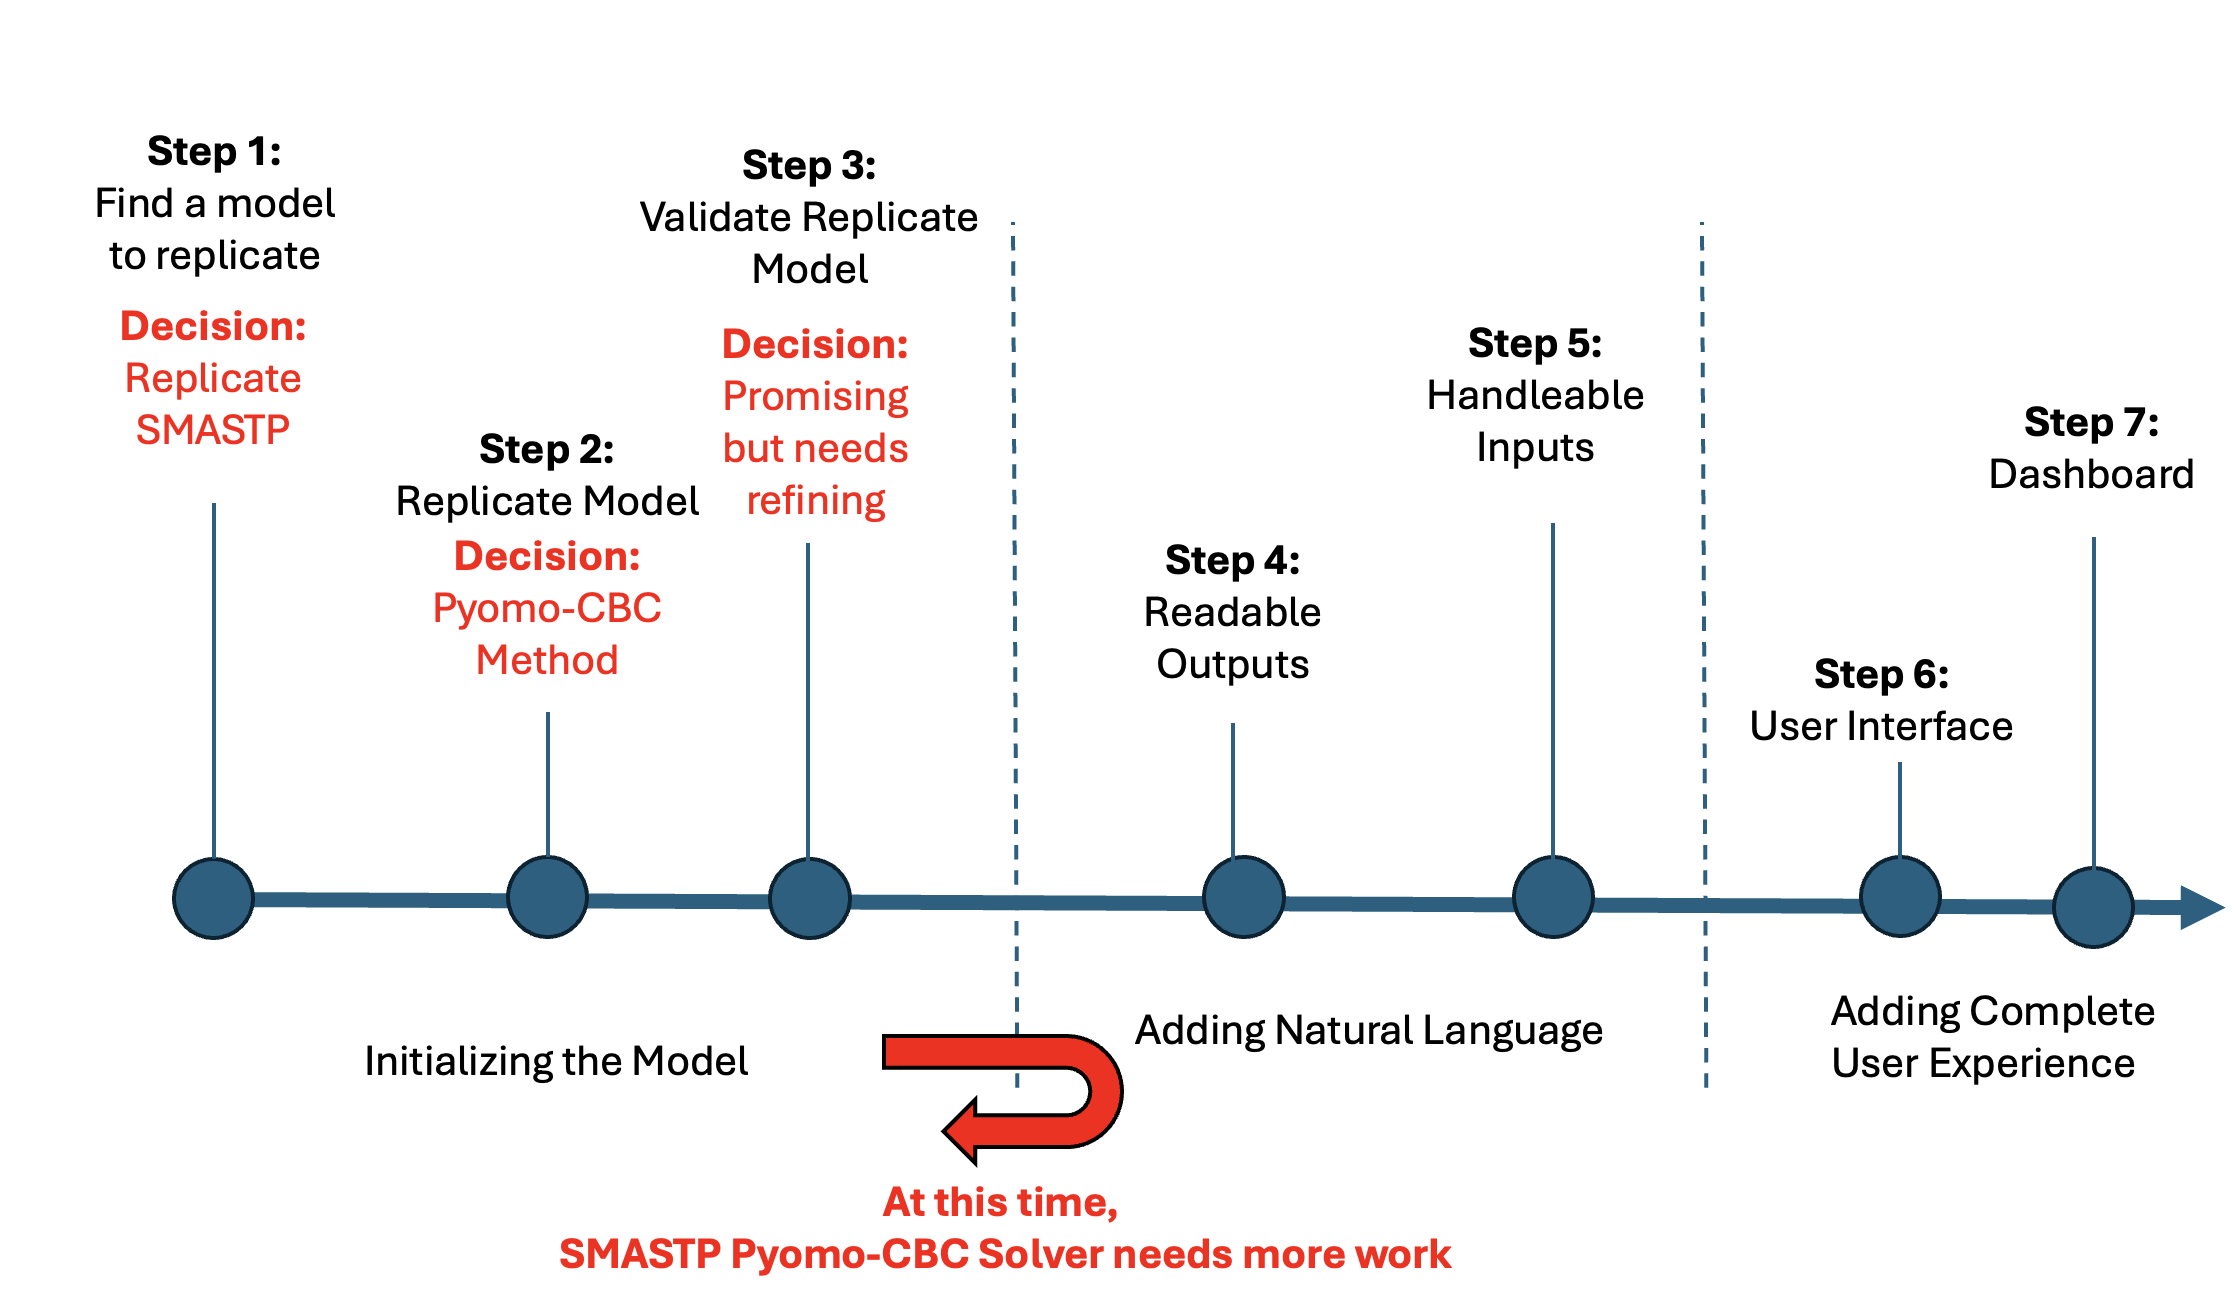 Step 1:
Find a model
to replicate
Decision:
Replicate
SMASTP
Step 2:
Replicate Model
Decision:
Pyomo-CBC
Method
Step 3:
Validate Replicate
Model
Decision:
Promising
but needs
refining
Step 4:
Readable
Outputs
Step 5:
Handleable
Inputs
Step 6:
User Interface
Step 7:
Dashboard
Initializing the Model
Adding Natural Language
Adding Complete
User Experience
At this time,
SMASTP Pyomo-CBC Solver needs more work